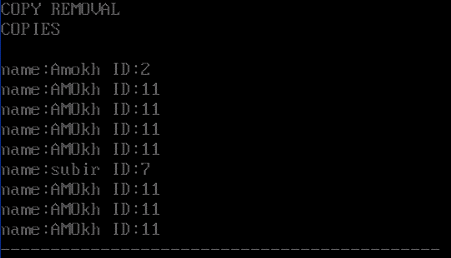 COPY REMOVAL
COPIES
name:Amokh ID:2
name:AMOkh ID:11
name:AMOkh ID:11
name:AMOkh ID:11
name:AMOkh ID:11
name:subir ID:7
name:AMOkh ID:11
name:AMOkh ID:11
name:AMOkh ID:11
--------------------------------------------